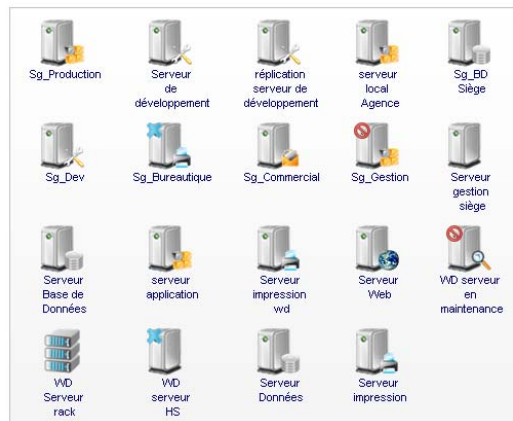 Sg_Production
Serveur
de
développement
réplication
serveur de
développement
serveur
local
Agence
Sg_BD
Siège
Sg_Dev
Sg_Bureautique
Sg_Commercial
Sg_Gestion
Serveur
gestion
siège
Serveur
Base de
Données
serveur
application
Serveur
impression
wd
Serveur
Web
WD serveur
en
maintenance
WD
Serveur
rack
WD
serveur
HS
Serveur
Données
Serveur
impression